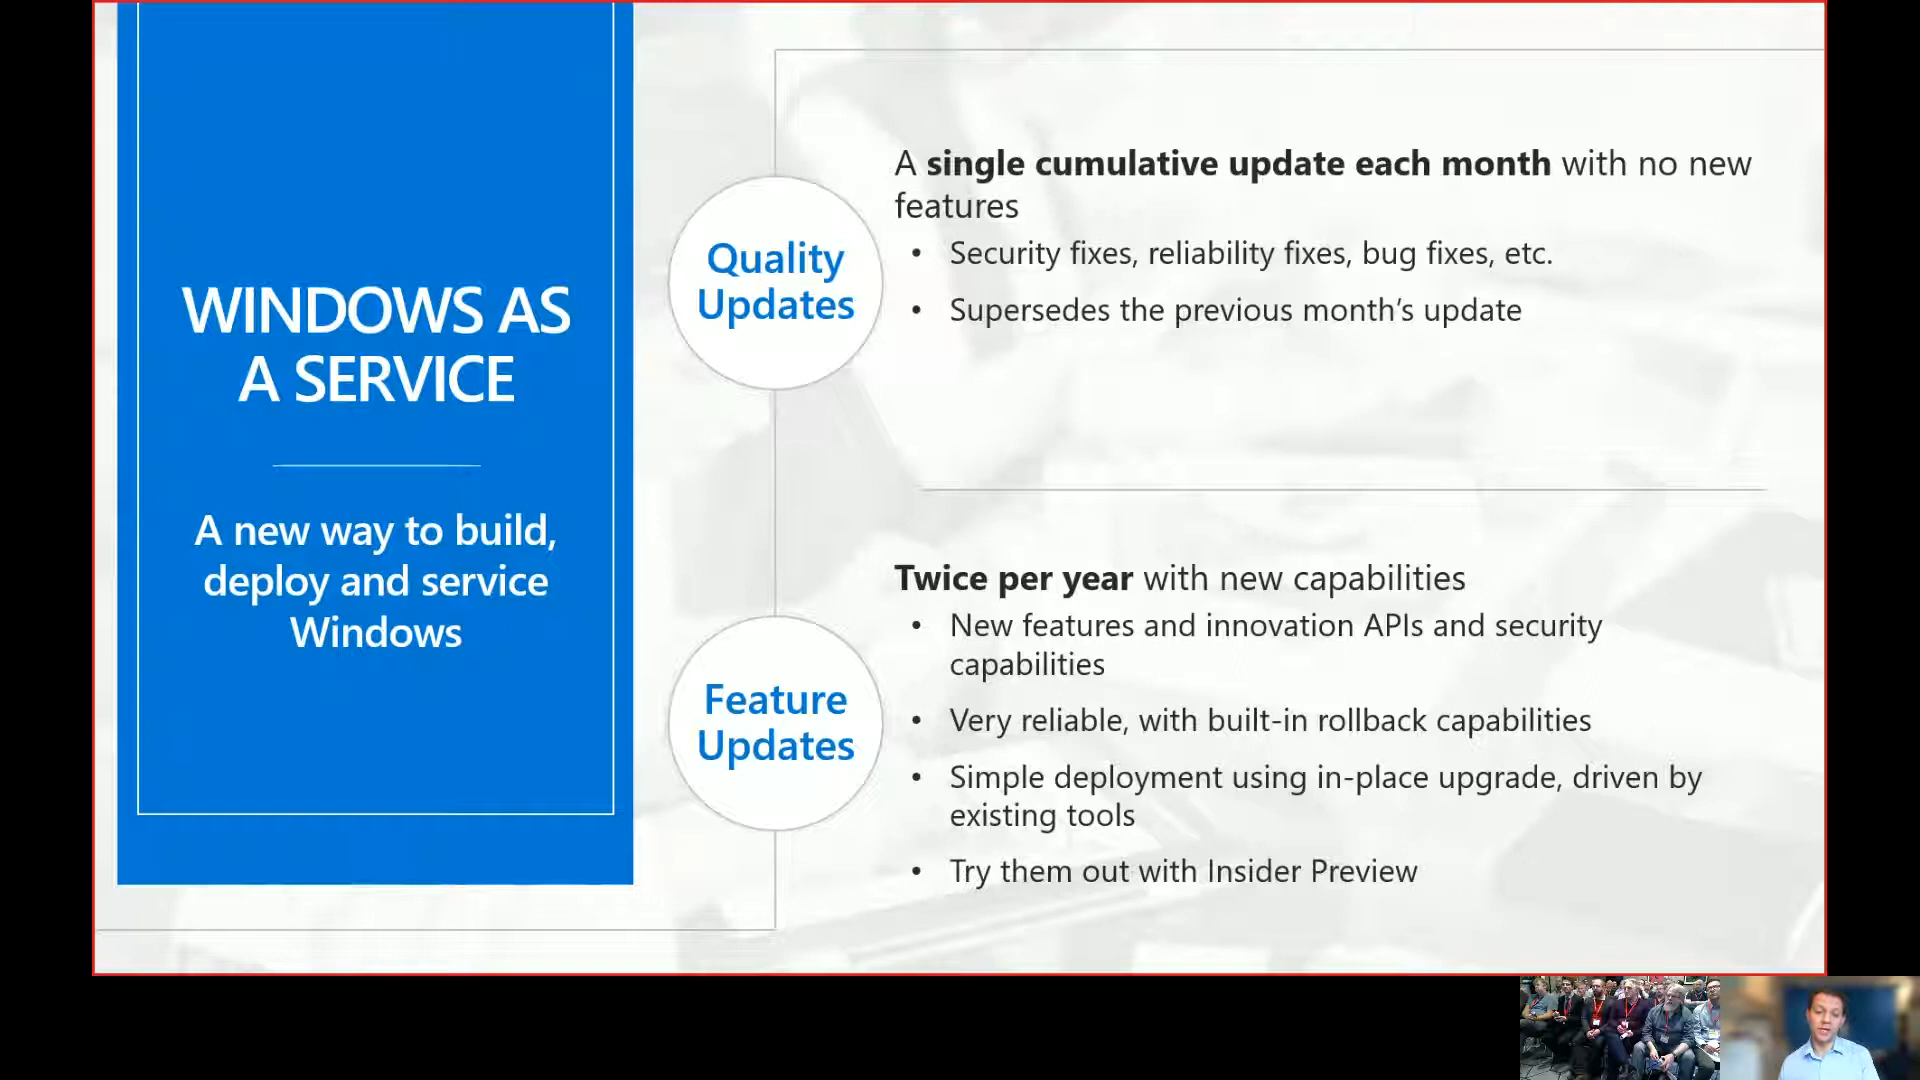 WINDOWS AS
A SERVICE
A new way to build,
deploy and service
Windows
Quality
Updates
A single cumulative update each month with no new
features
• Security fixes, reliability fixes, bug fixes, etc.
• Supersedes the previous month’s update
Feature
Updates
Twice per year with new capabilities
• New features and innovation APIs and security
capabilities
• Very reliable, with built-in rollback capabilities
• Simple deployment using in-place upgrade, driven by
existing tools
• Try them out with Insider Preview